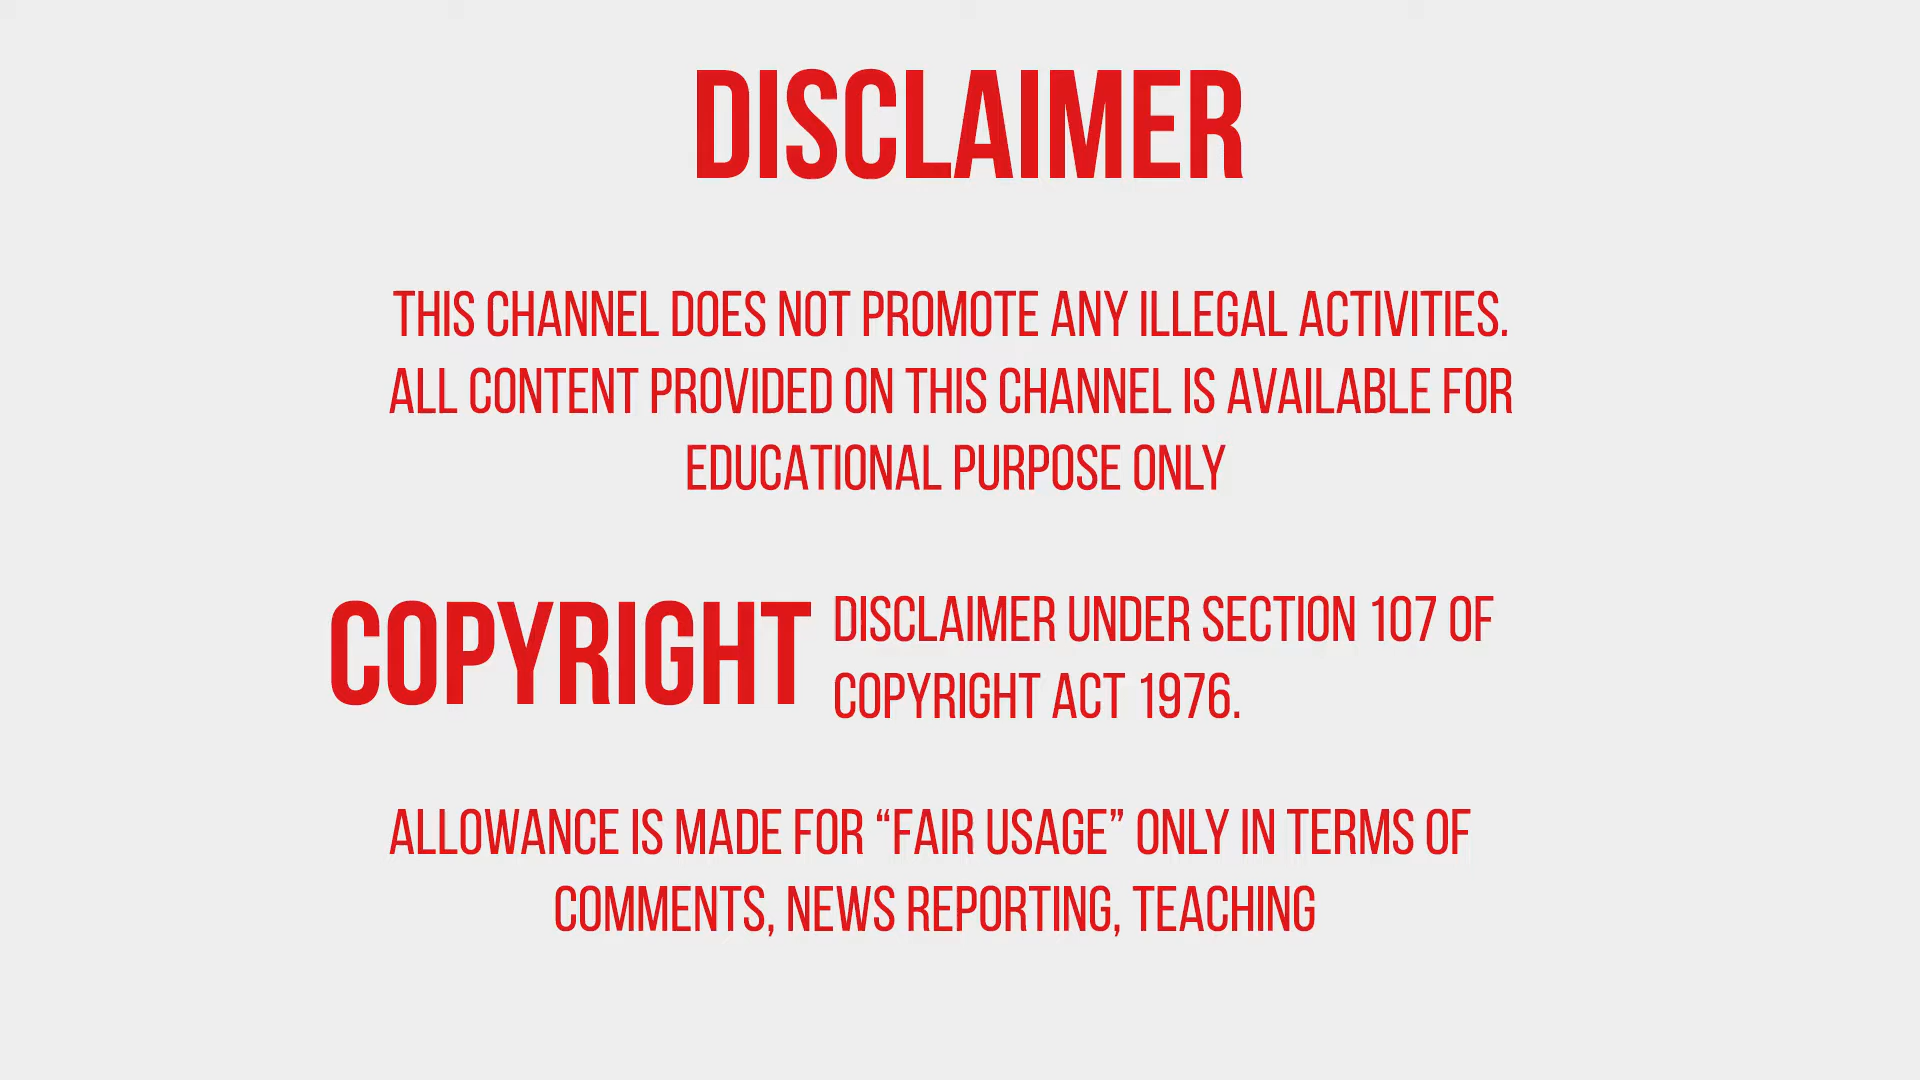 DISCLAIMER
THIS CHANNEL DOES NOT PROMOTE ANY ILLEGAL ACTIVITIES.
ALL CONTENT PROVIDED ON THIS CHANNEL IS AVAILABLE FOR
EDUCATIONAL PURPOSE ONLY
COPYRIGHT
DISCLAIMER UNDER SECTION 107 OF
COPYRIGHT ACT 1976.
ALLOWANCE IS MADE FOR “FAIR USAGE” ONLY IN TERMS OF
COMMENTS, NEWS REPORTING, TEACHING